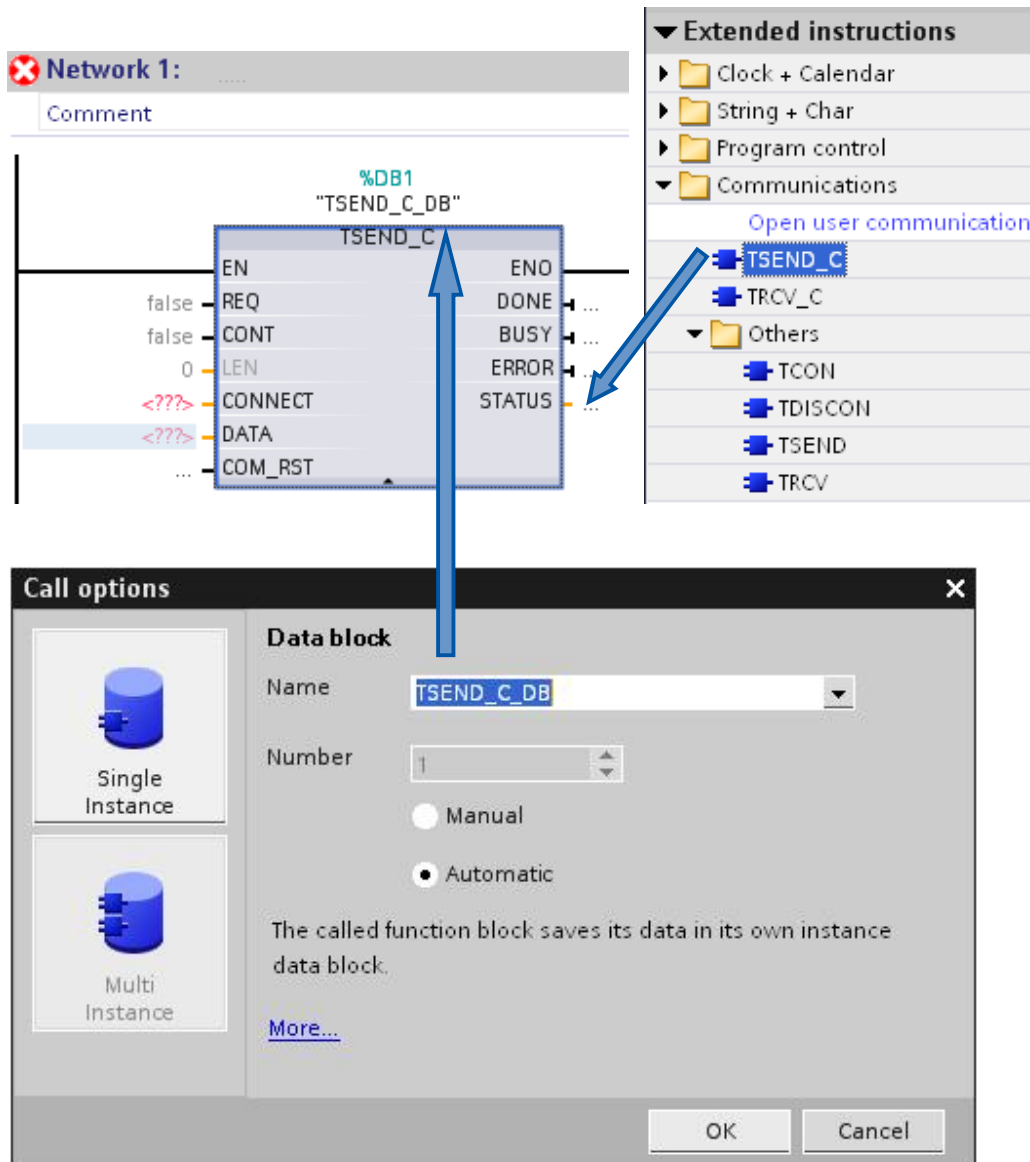 Network 1: .....
Comment
%DB1
"TSEND_C_DB"
TSEND_C
EN ENO
false REQ DONE ...
false CONT BUSY ...
0 LEN ERROR ...
<???> CONNECT STATUS ...
<???> DATA
... COM_RST
Extended instructions
Clock + Calendar
String + Char
Program control
Communications
Open user communication
TSEND_C
TRCV_C
Others
TCON
TDISCON
TSEND
TRCV
Call options
Single
Instance
Multi
Instance
Data block
Name TSEND_C_DB
Number 1
Manual
Automatic
The called function block saves its data in its own instance
data block.
More...
OK Cancel